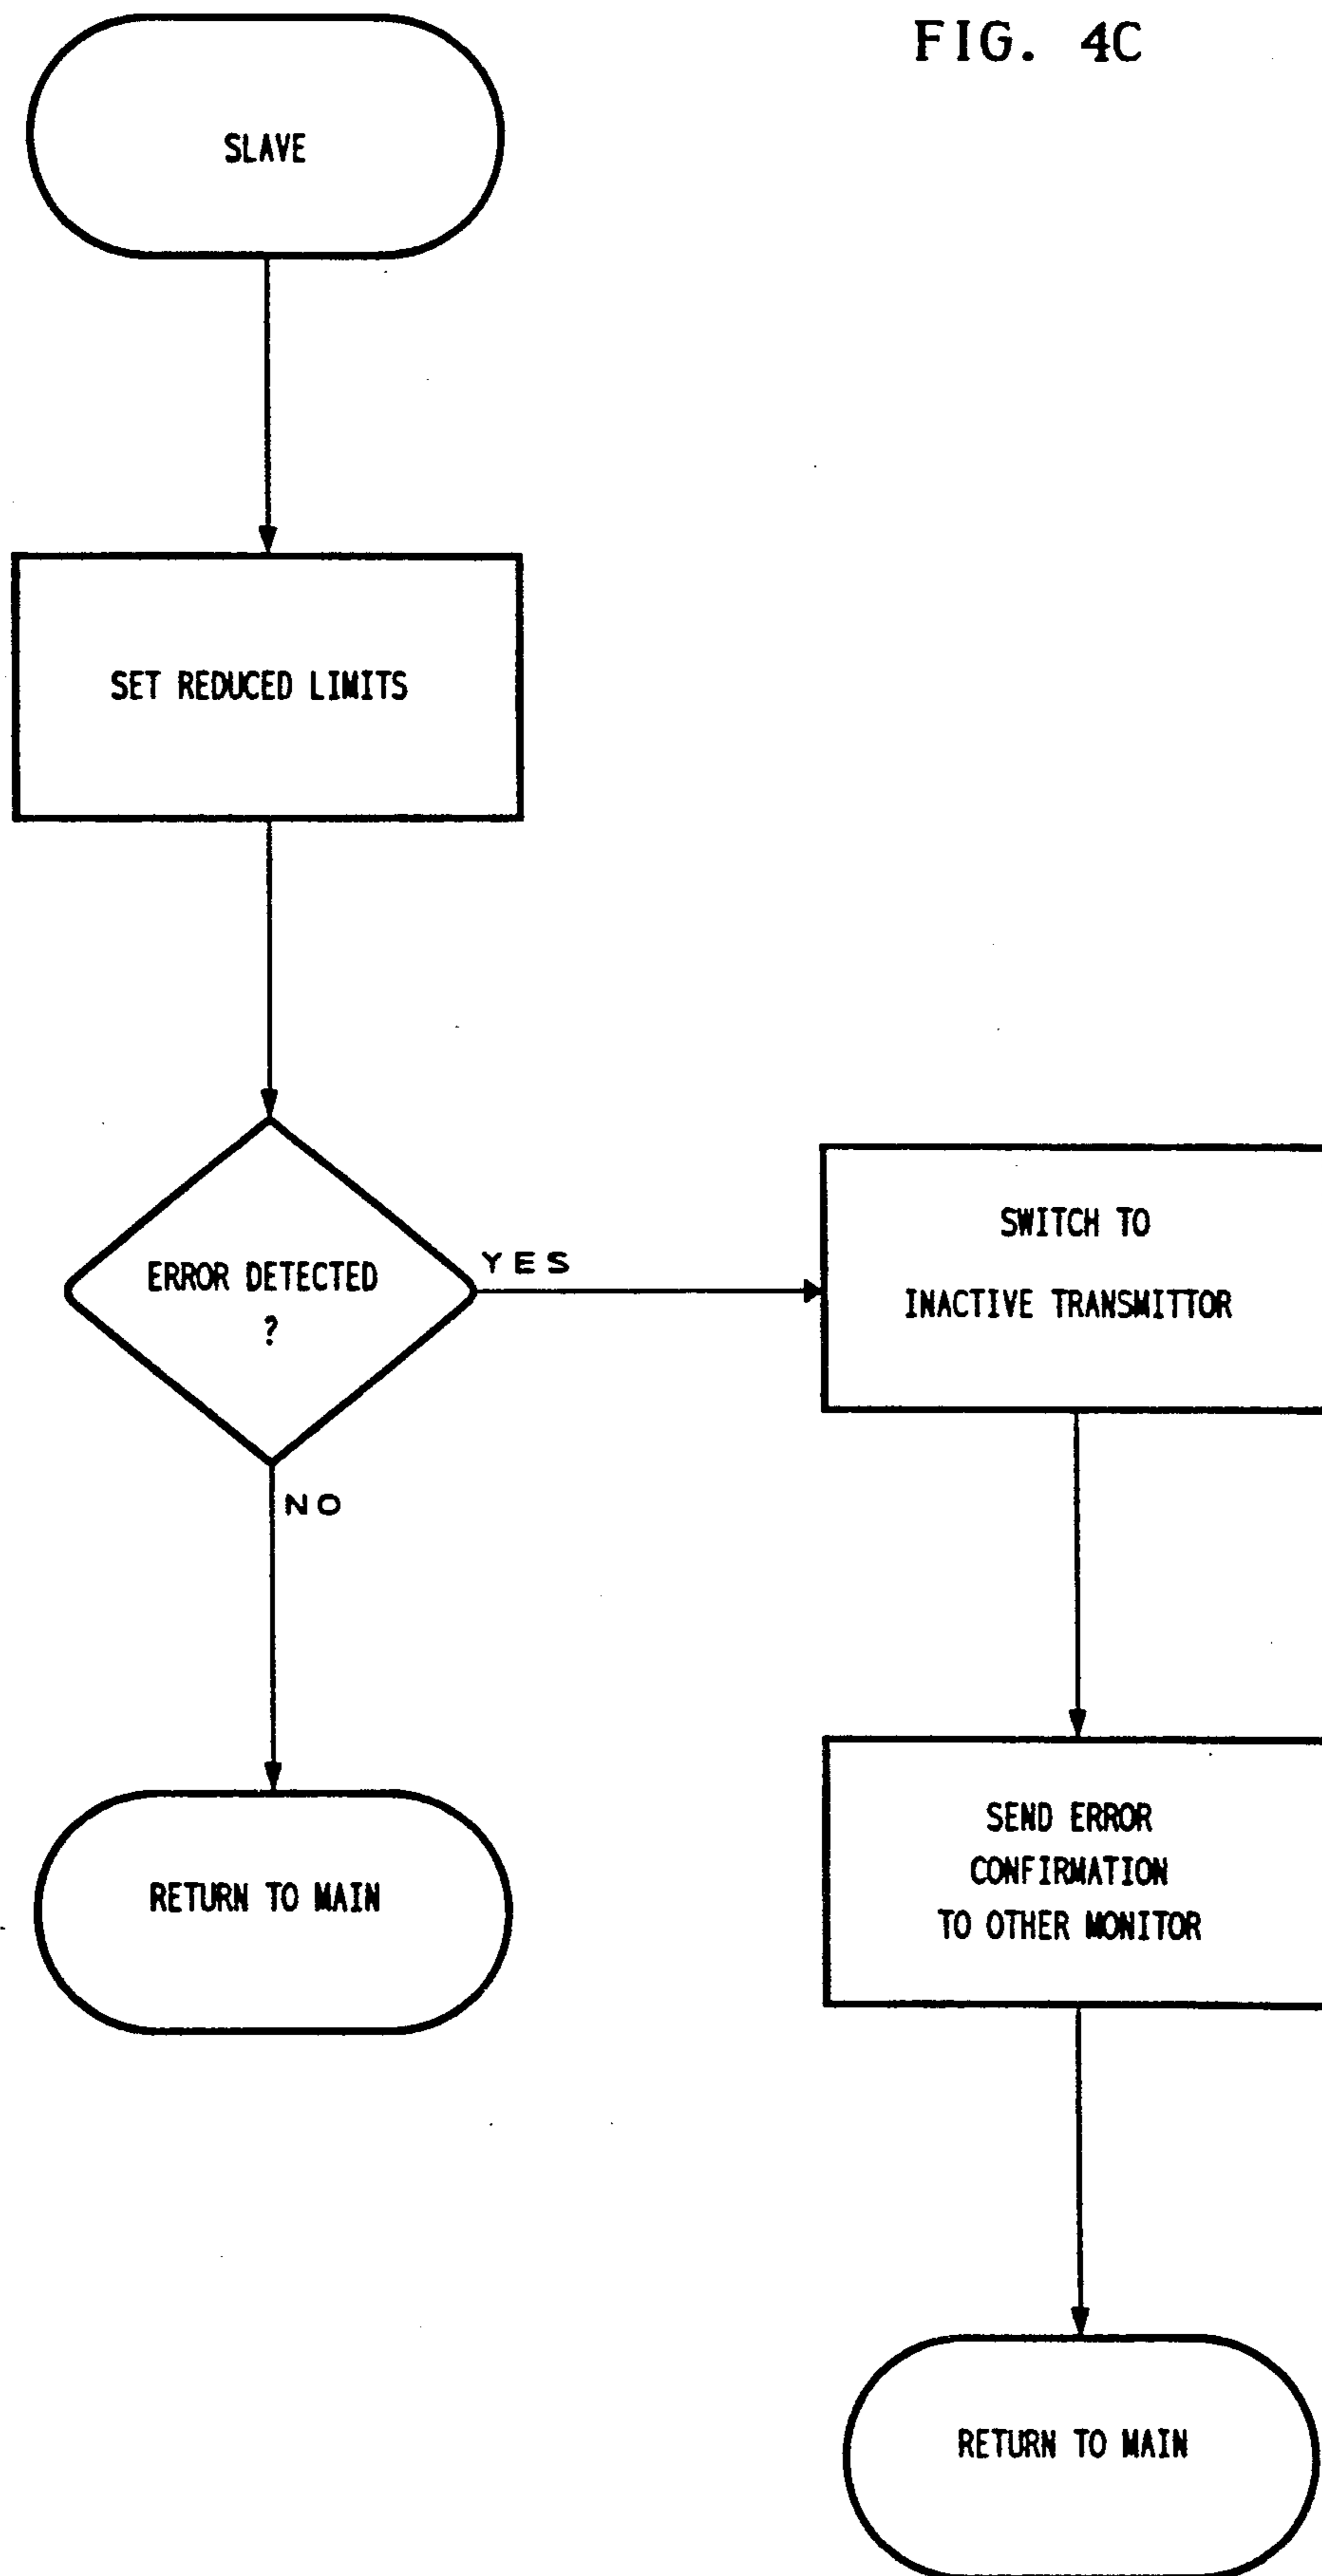 FIG. 4C
SLAVE
SET REDUCED LIMITS
ERROR DETECTED
?
YES
NO
SWITCH TO
INACTIVE TRANSMITTOR
SEND ERROR
CONFIRMATION
TO OTHER MONITOR
RETURN TO MAIN
RETURN TO MAIN